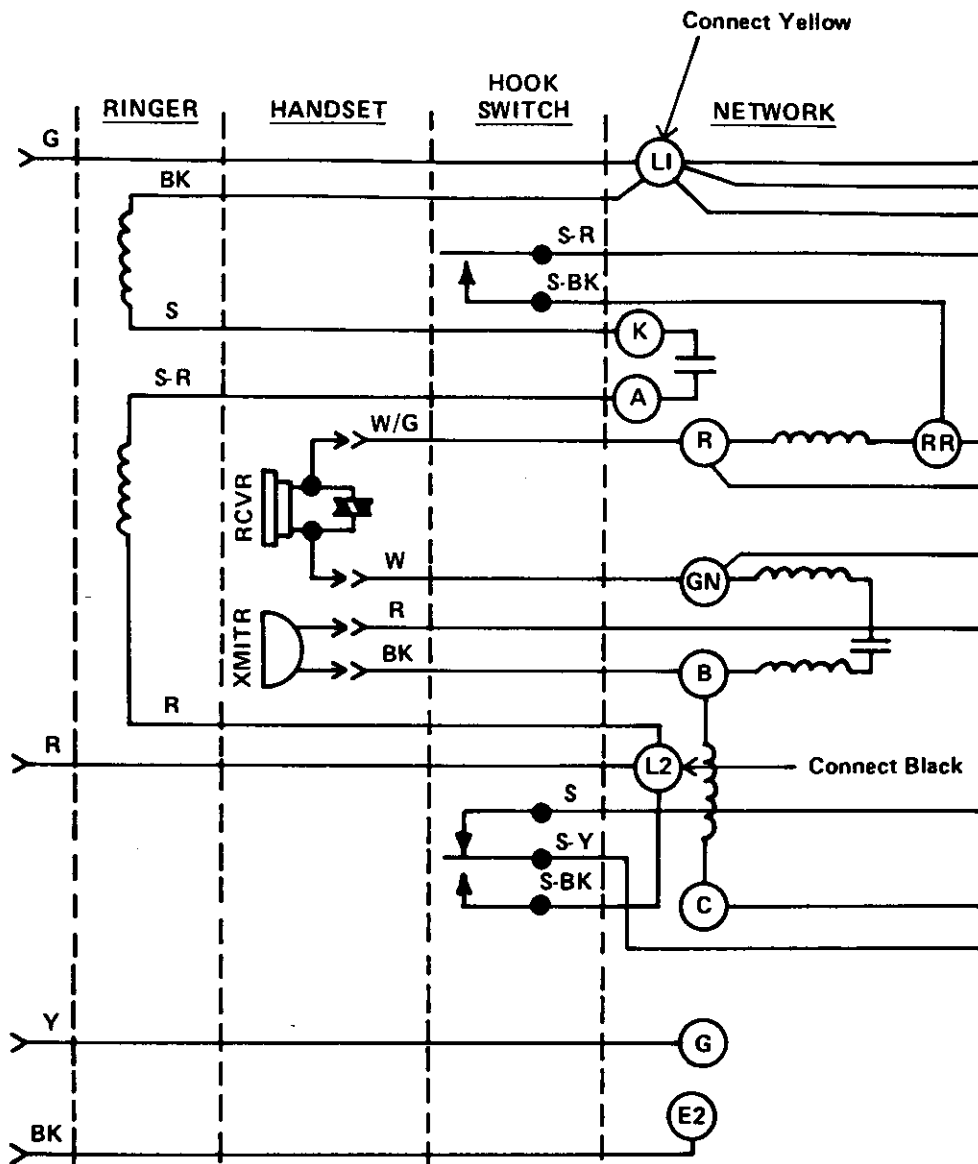 Connect Yellow
RINGER
HANDSET
HOOK
SWITCH
NETWORK
G
L1
BK
S-R
S-BK
S
K
S-R
A
W/G
R
RR
RCVR
W
GN
R
XMITR
BK
B
R
R
L2
Connect Black
S
S-Y
S-BK
C
Y
G
E2
BK